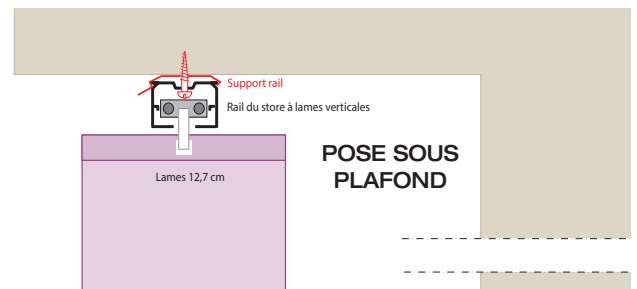 Support rail
Rail du store à lames verticales
POSE SOUS
PLAFOND
Lames 12,7 cm